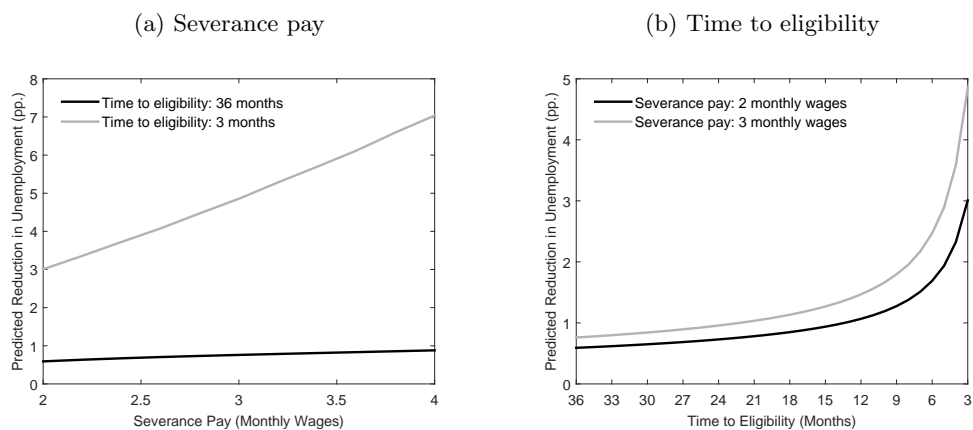 (a) Severance pay
Predicted Reduction in Unemployment (pp.)
8
7
6
5
4
3
2
1
0
Time to eligibility: 36 months
Time to eligibility: 3 months
2 2.5 3 3.5 4
Severance Pay (Monthly Wages)
(b) Time to eligibility
Predicted Reduction in Unemployment (pp.)
5
4
3
2
1
0
Severance pay: 2 monthly wages
Severance pay: 3 monthly wages
36 33 30 27 24 21 18 15 12 9 6 3
Time to Eligibility (Months)